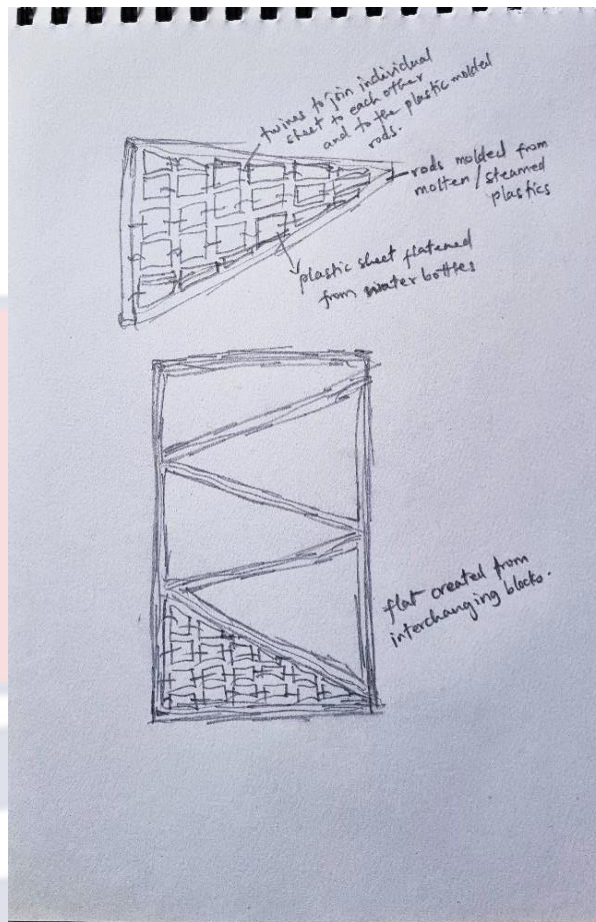 twines to join individual
sheet to each other
and to the plastic molded
rods.
rods molded from
molten / steamed
plastics
plastic sheet flatened
from water bottles
flat created from
interchanging blocks.